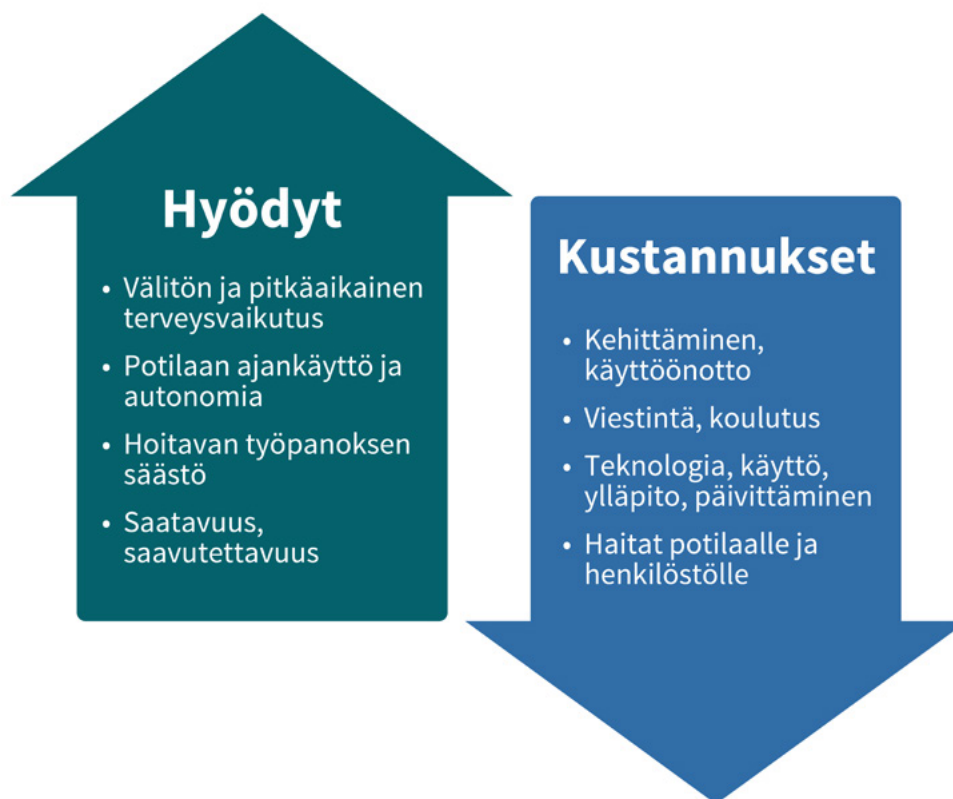 Hyödyt
• Välitön ja pitkäaikainen
terveysvaikutus
• Potilaan ajankäyttö ja
autonomia
• Hoitavan työpanoksen
säästö
• Saatavuus,
saavutettavuus
Kustannukset
• Kehittäminen,
käyttöönotto
• Viestintä, koulutus
• Teknologia, käyttö,
ylläpito, päivittäminen
• Haitat potilaalle ja
henkilöstölle